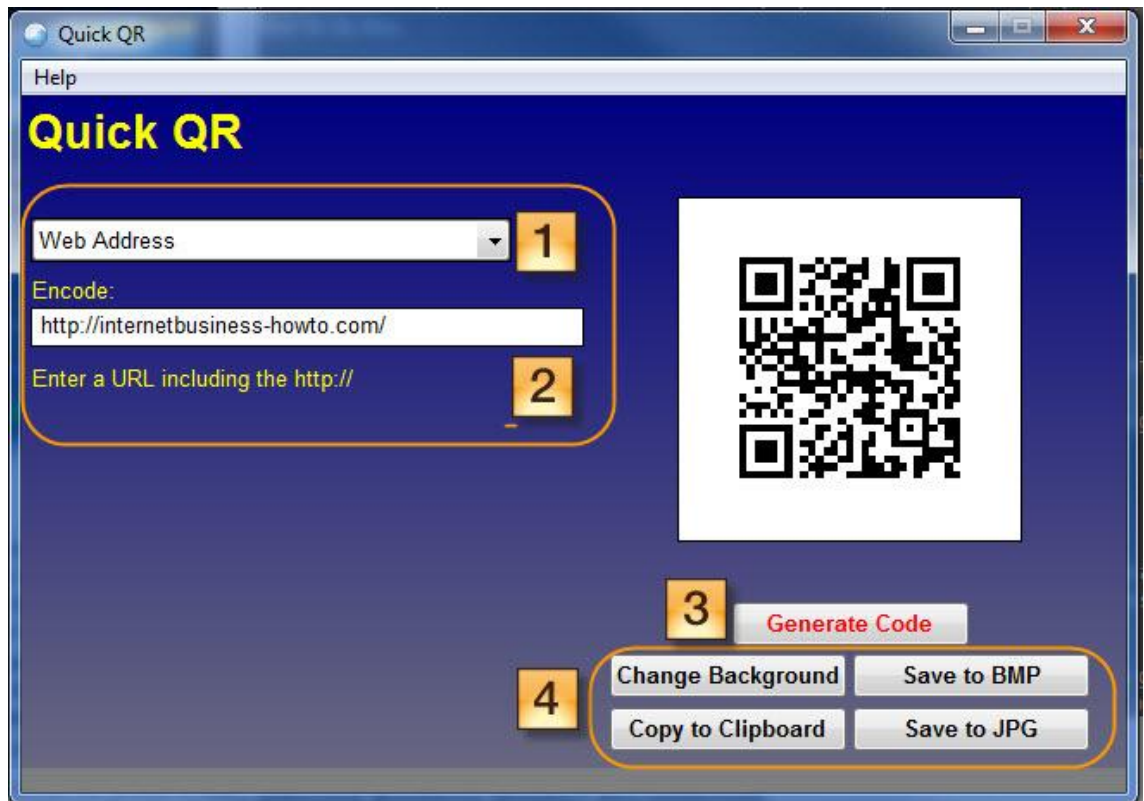 Quick QR
Help
Quick QR
Web Address
1
Encode:
http://internetbusiness-howto.com/
Enter a URL including the http://
2
3
Generate Code
4
Change Background
Save to BMP
Copy to Clipboard
Save to JPG